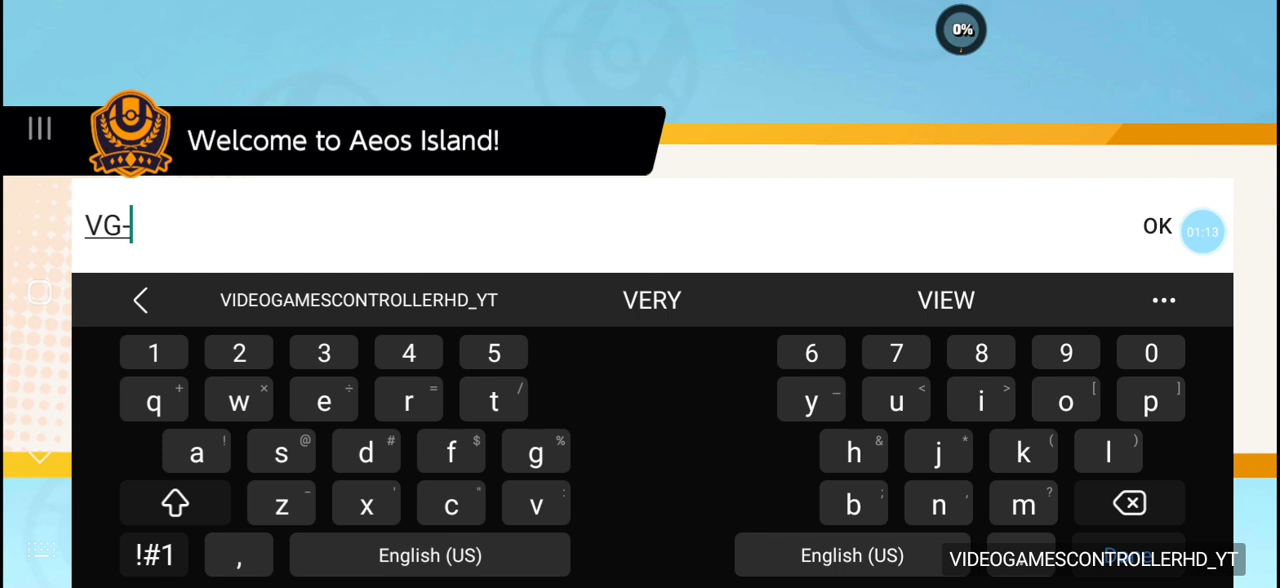 0%
Welcome to Aeos Island!
VG-
OK
01:13
VIDEOGAMESCONTROLLERHD_YT VERY VIEW
1 2 3 4 5 6 7 8 9 0
q + w × e ÷ r = t / y _ u < i > o [ p ]
a ! s @ d # f $ g % h & j * k ( l )
z - x ' c " v : b ; n , m ?
!#1 , English (US) English (US) . Done
VIDEOGAMESCONTROLLERHD_YT